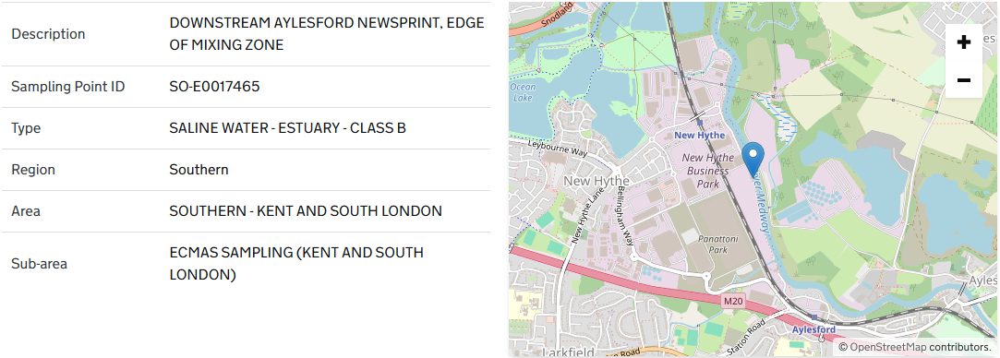 Description
DOWNSTREAM AYLESFORD NEWSPRINT, EDGE
OF MIXING ZONE
Sampling Point ID
SO-E0017465
Type
SALINE WATER - ESTUARY - CLASS B
Region
Southern
Area
SOUTHERN - KENT AND SOUTH LONDON
Sub-area
ECMAS SAMPLING (KENT AND SOUTH
LONDON)
Snodland
+
−
Ocean
Lake
New Hythe
Leybourne Way
New Hythe
Business
Park
New Hythe
New Hythe Lane
Bellingham Way
River Medway
Panattoni
Park
M20
Ayles
Aylesford
Station Road
Larkfield
on Road
© OpenStreetMap contributors.